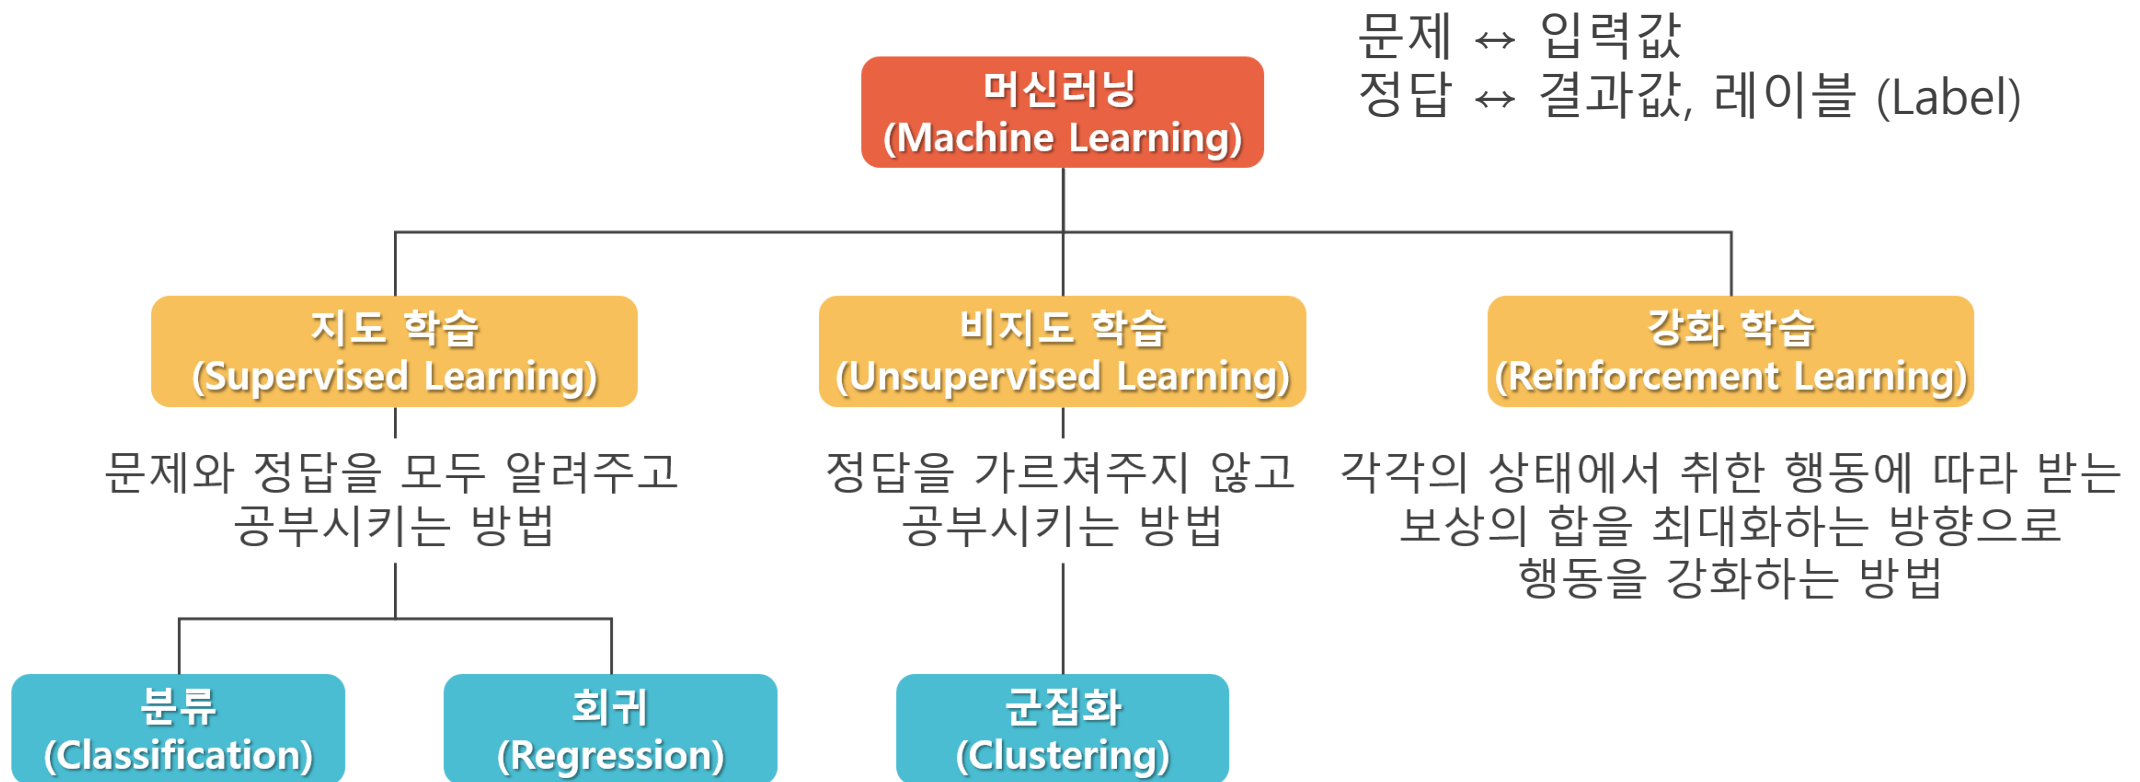 문제 ↔ 입력값
정답 ↔ 결과값, 레이블 (Label)
머신러닝
(Machine Learning)
지도 학습
(Supervised Learning)
문제와 정답을 모두 알려주고
공부시키는 방법
비지도 학습
(Unsupervised Learning)
정답을 가르쳐주지 않고
공부시키는 방법
강화 학습
(Reinforcement Learning)
각각의 상태에서 취한 행동에 따라 받는
보상의 합을 최대화하는 방향으로
행동을 강화하는 방법
분류
(Classification)
회귀
(Regression)
군집화
(Clustering)